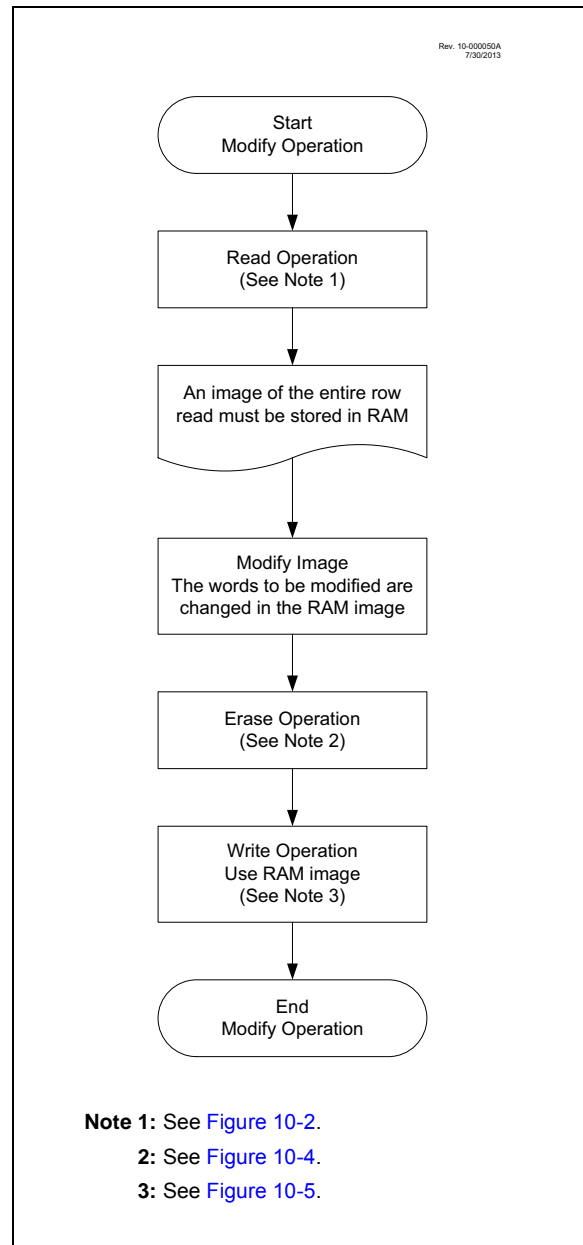 Rev. 10-000050A
7/30/2013
Start
Modify Operation
Read Operation
(See Note 1)
An image of the entire row
read must be stored in RAM
Modify Image
The words to be modified are
changed in the RAM image
Erase Operation
(See Note 2)
Write Operation
Use RAM image
(See Note 3)
End
Modify Operation
Note 1: See Figure 10-2.
2: See Figure 10-4.
3: See Figure 10-5.